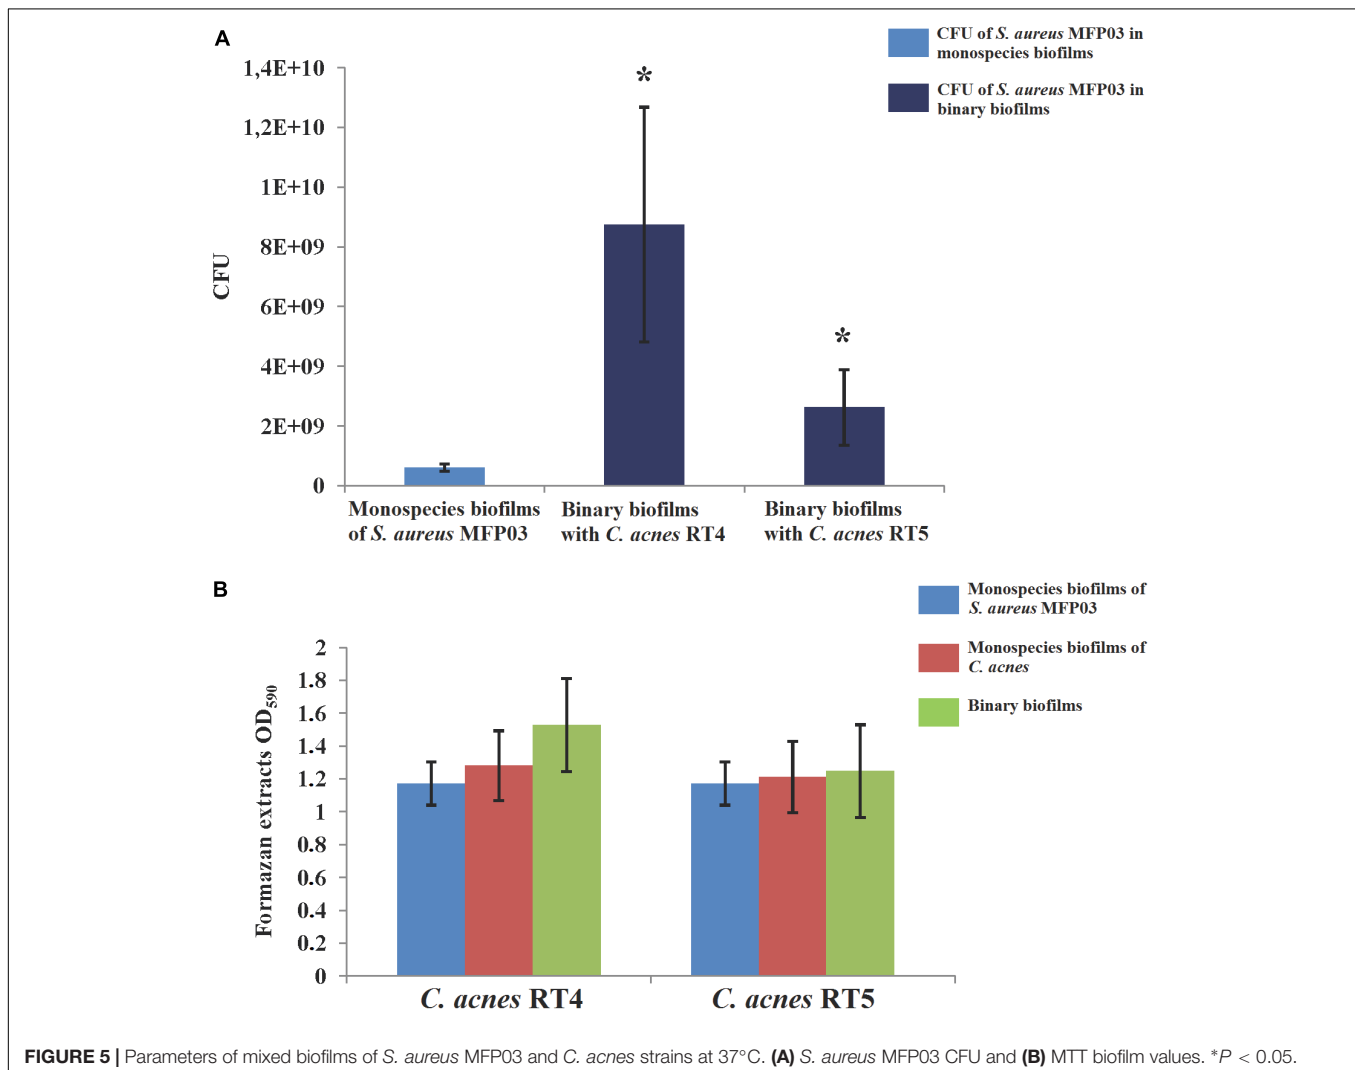 A
CFU of S. aureus MFP03 in
monospecies biofilms
CFU of S. aureus MFP03 in
binary biofilms
1,4E+10
1,2E+10
1E+10
8E+09
6E+09
4E+09
2E+09
0
CFU
*
*
Monospecies biofilms
of S. aureus MFP03
Binary biofilms
with C. acnes RT4
Binary biofilms
with C. acnes RT5
B
Monospecies biofilms of
S. aureus MFP03
Monospecies biofilms of
C. acnes
Binary biofilms
2
1.8
1.6
1.4
1.2
1
0.8
0.6
0.4
0.2
0
Formazan extracts OD590
C. acnes RT4
C. acnes RT5
FIGURE 5 | Parameters of mixed biofilms of S. aureus MFP03 and C. acnes strains at 37°C. (A) S. aureus MFP03 CFU and (B) MTT biofilm values. *P < 0.05.